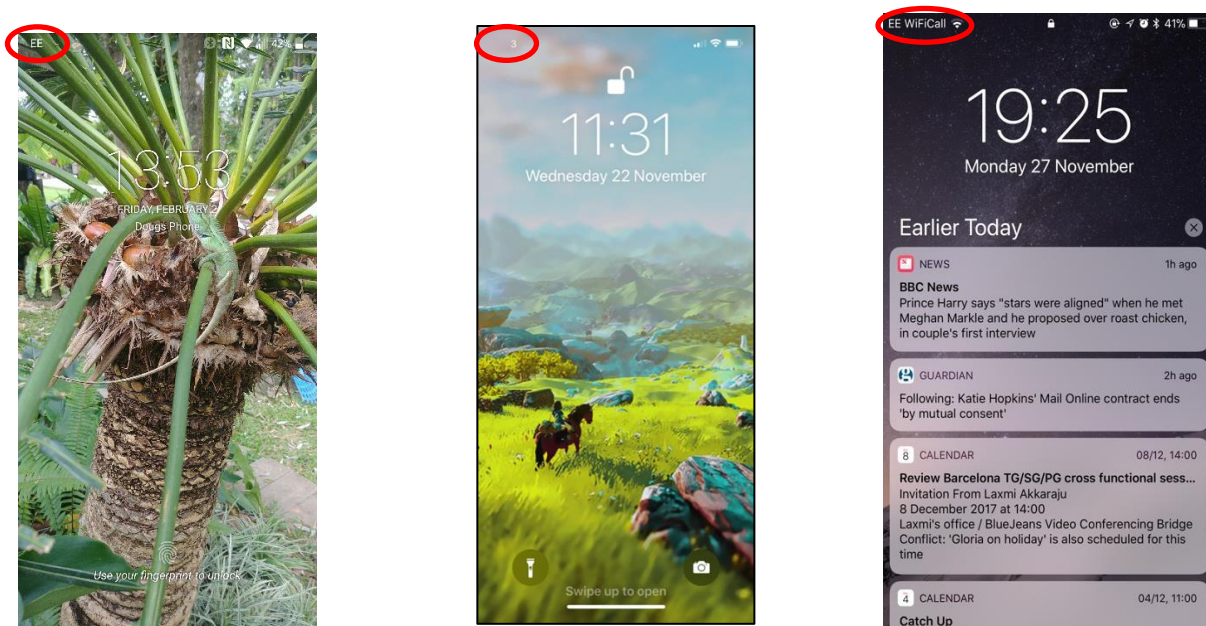 EE
42%
13:53
FRIDAY, FEBRUARY 2
Dougs Phone
Use your fingerprint to unlock
3
11:31
Wednesday 22 November
Swipe up to open
EE WiFiCall
41%
19:25
Monday 27 November
Earlier Today
NEWS 1h ago
BBC News
Prince Harry says "stars were aligned" when he met
Meghan Markle and he proposed over roast chicken,
in couple's first interview
GUARDIAN 2h ago
Following: Katie Hopkins' Mail Online contract ends
'by mutual consent'
8 CALENDAR 08/12, 14:00
Review Barcelona TG/SG/PG cross functional sess...
Invitation From Laxmi Akkaraju
8 December 2017 at 14:00
Laxmi's office / BlueJeans Video Conferencing Bridge
Conflict: 'Gloria on holiday' is also scheduled for this
time
4 CALENDAR 04/12, 11:00
Catch Up